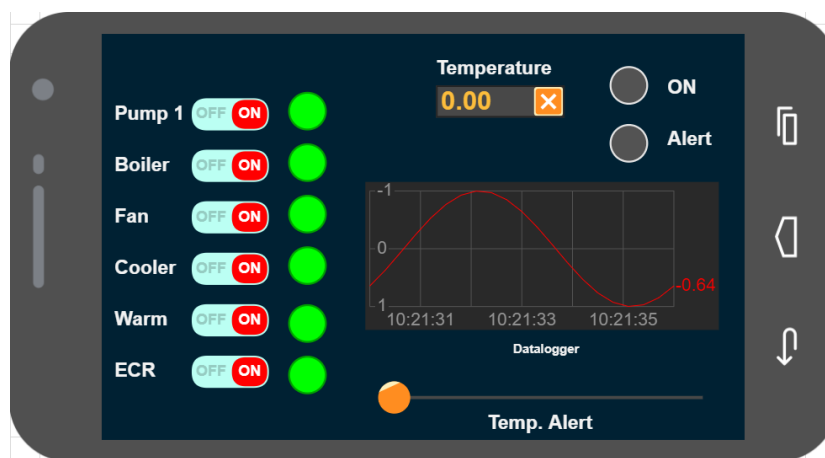 Temperature
0.00
ON
Alert
Pump 1 OFF ON
Boiler OFF ON
Fan OFF ON
Cooler OFF ON
Warm OFF ON
ECR OFF ON
-1
0
1
-0.64
10:21:31 10:21:33 10:21:35
Datalogger
Temp. Alert